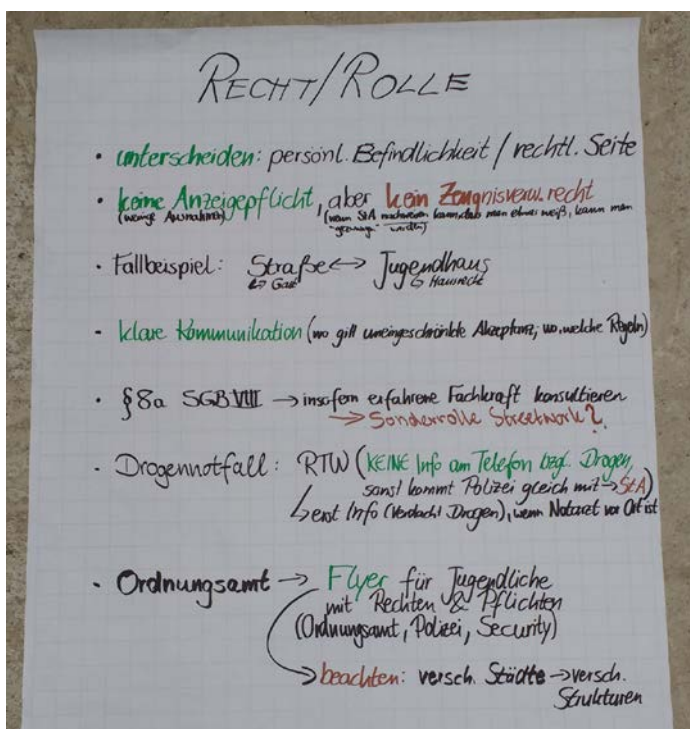 RECHT/ROLLE
• unterscheiden: persönl. Befindlichkeit / rechtl. Seite
• keine Anzeigepflicht, aber kein Zeugnisverw.recht
(wenige Ausnahmen) (wenn StA nachweisen kann, dass man etwas weiß, kann man
gezwungen werden)
• Fallbeispiel: Straße ↔ Jugendhaus
↳ Gast ↳ Hausrecht
• klare Kommunikation (wo gilt uneingeschränkte Akzeptanz, wo welche Regeln)
• §8a SGB VIII → insofern erfahrene Fachkraft konsultieren
→ Sonderrolle Streetwork?
• Drogennotfall: RTW (KEINE Info am Telefon bzgl. Drogen,
sonst kommt Polizei gleich mit → StA)
↳ erst Info (Verdacht Drogen), wenn Notarzt vor Ort ist
• Ordnungsamt → Flyer für Jugendliche
mit Rechten & Pflichten
(Ordnungsamt, Polizei, Security)
→ beachten: versch. Städte → versch.
Strukturen